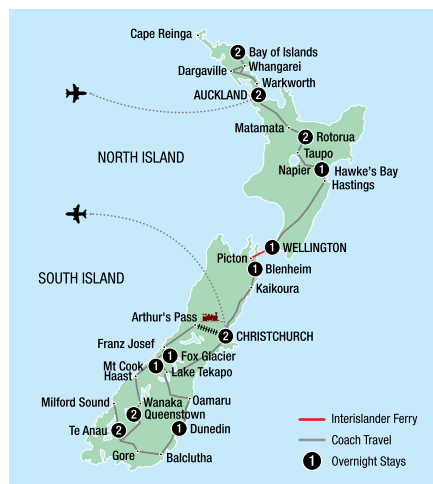 Cape Reinga
2
Bay of Islands
Whangarei
Dargaville
Warkworth
AUCKLAND
2
Matamata
2
Rotorua
Taupo
Napier
1
Hawke's Bay
Hastings
NORTH ISLAND
1
WELLINGTON
Picton
1
Blenheim
SOUTH ISLAND
Kaikoura
Arthur's Pass
2
CHRISTCHURCH
Franz Josef
1
Fox Glacier
Mt Cook
1
Lake Tekapo
Haast
Milford Sound
Wanaka
Oamaru
2
Queenstown
Te Anau
2
1
Dunedin
Gore
Balclutha
Interislander Ferry
Coach Travel
1
Overnight Stays